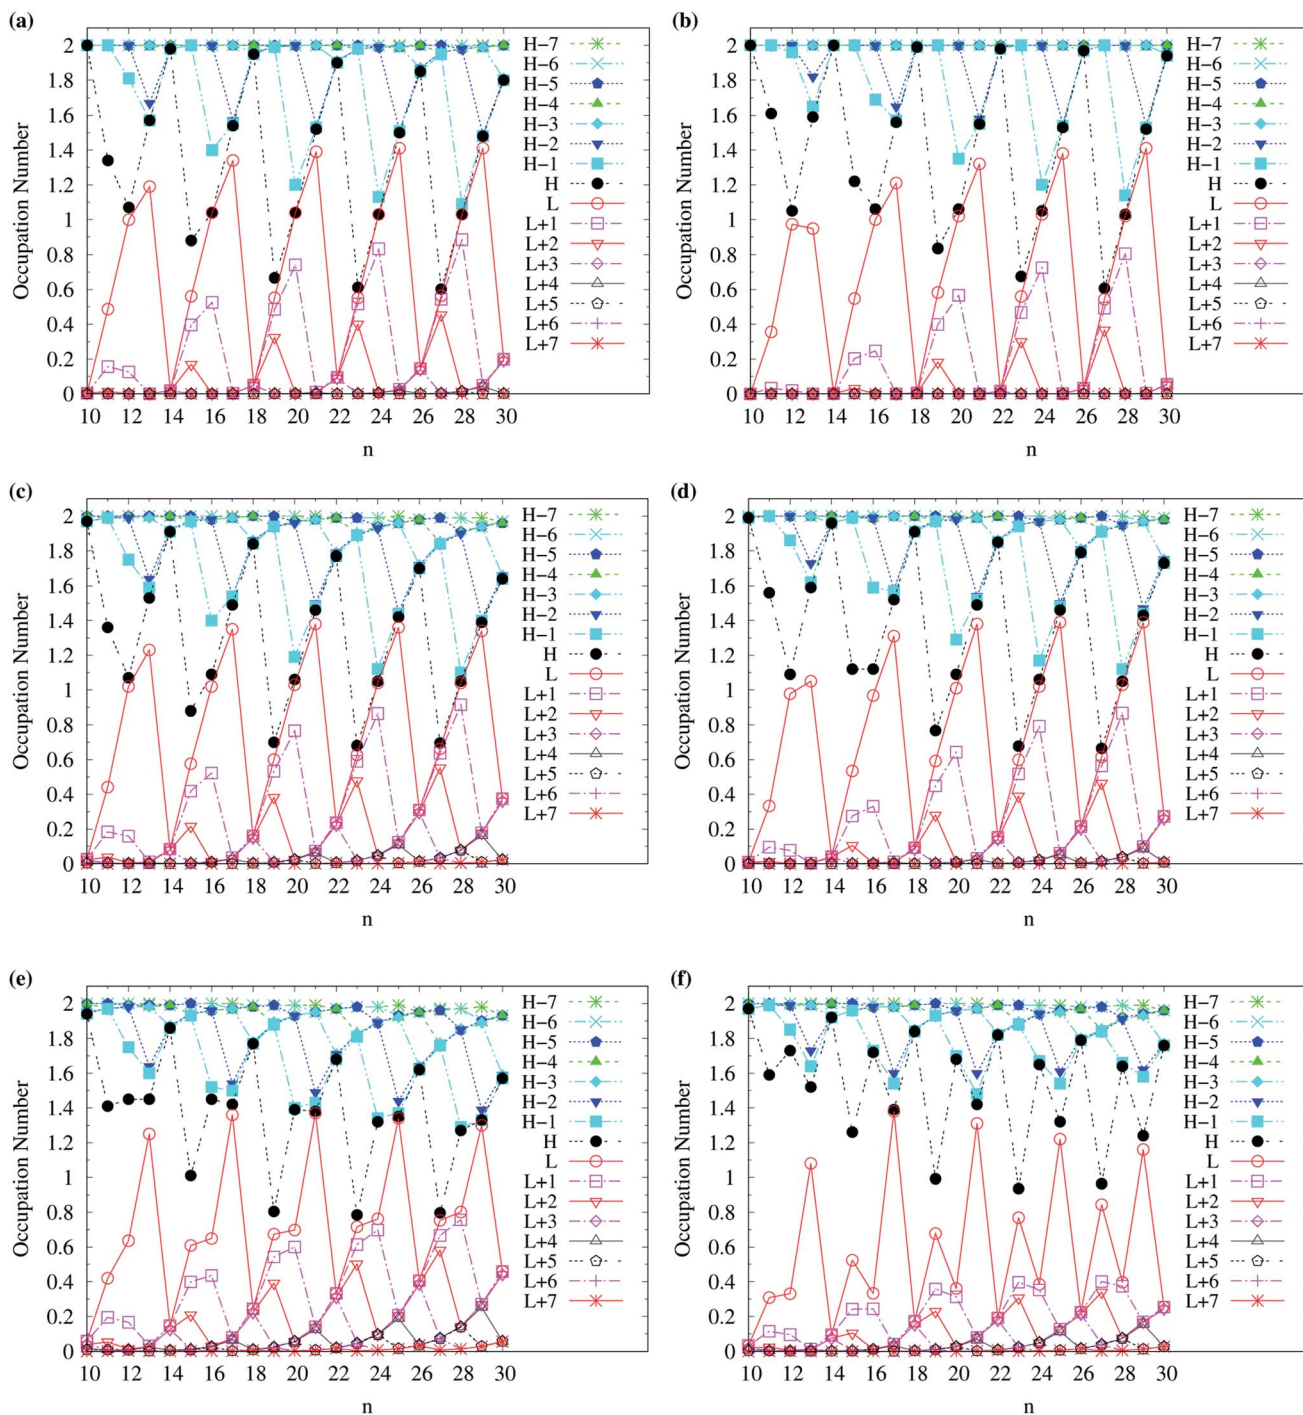 (a)
2
1.8
1.6
1.4
1.2
1
0.8
0.6
0.4
0.2
0
Occupation Number
10 12 14 16 18 20 22 24 26 28 30
n
H−7
H−6
H−5
H−4
H−3
H−2
H−1
H
L
L+1
L+2
L+3
L+4
L+5
L+6
L+7
(b)
2
1.8
1.6
1.4
1.2
1
0.8
0.6
0.4
0.2
0
Occupation Number
10 12 14 16 18 20 22 24 26 28 30
n
H−7
H−6
H−5
H−4
H−3
H−2
H−1
H
L
L+1
L+2
L+3
L+4
L+5
L+6
L+7
(c)
2
1.8
1.6
1.4
1.2
1
0.8
0.6
0.4
0.2
0
Occupation Number
10 12 14 16 18 20 22 24 26 28 30
n
H−7
H−6
H−5
H−4
H−3
H−2
H−1
H
L
L+1
L+2
L+3
L+4
L+5
L+6
L+7
(d)
2
1.8
1.6
1.4
1.2
1
0.8
0.6
0.4
0.2
0
Occupation Number
10 12 14 16 18 20 22 24 26 28 30
n
H−7
H−6
H−5
H−4
H−3
H−2
H−1
H
L
L+1
L+2
L+3
L+4
L+5
L+6
L+7
(e)
2
1.8
1.6
1.4
1.2
1
0.8
0.6
0.4
0.2
0
Occupation Number
10 12 14 16 18 20 22 24 26 28 30
n
H−7
H−6
H−5
H−4
H−3
H−2
H−1
H
L
L+1
L+2
L+3
L+4
L+5
L+6
L+7
(f)
2
1.8
1.6
1.4
1.2
1
0.8
0.6
0.4
0.2
0
Occupation Number
10 12 14 16 18 20 22 24 26 28 30
n
H−7
H−6
H−5
H−4
H−3
H−2
H−1
H
L
L+1
L+2
L+3
L+4
L+5
L+6
L+7